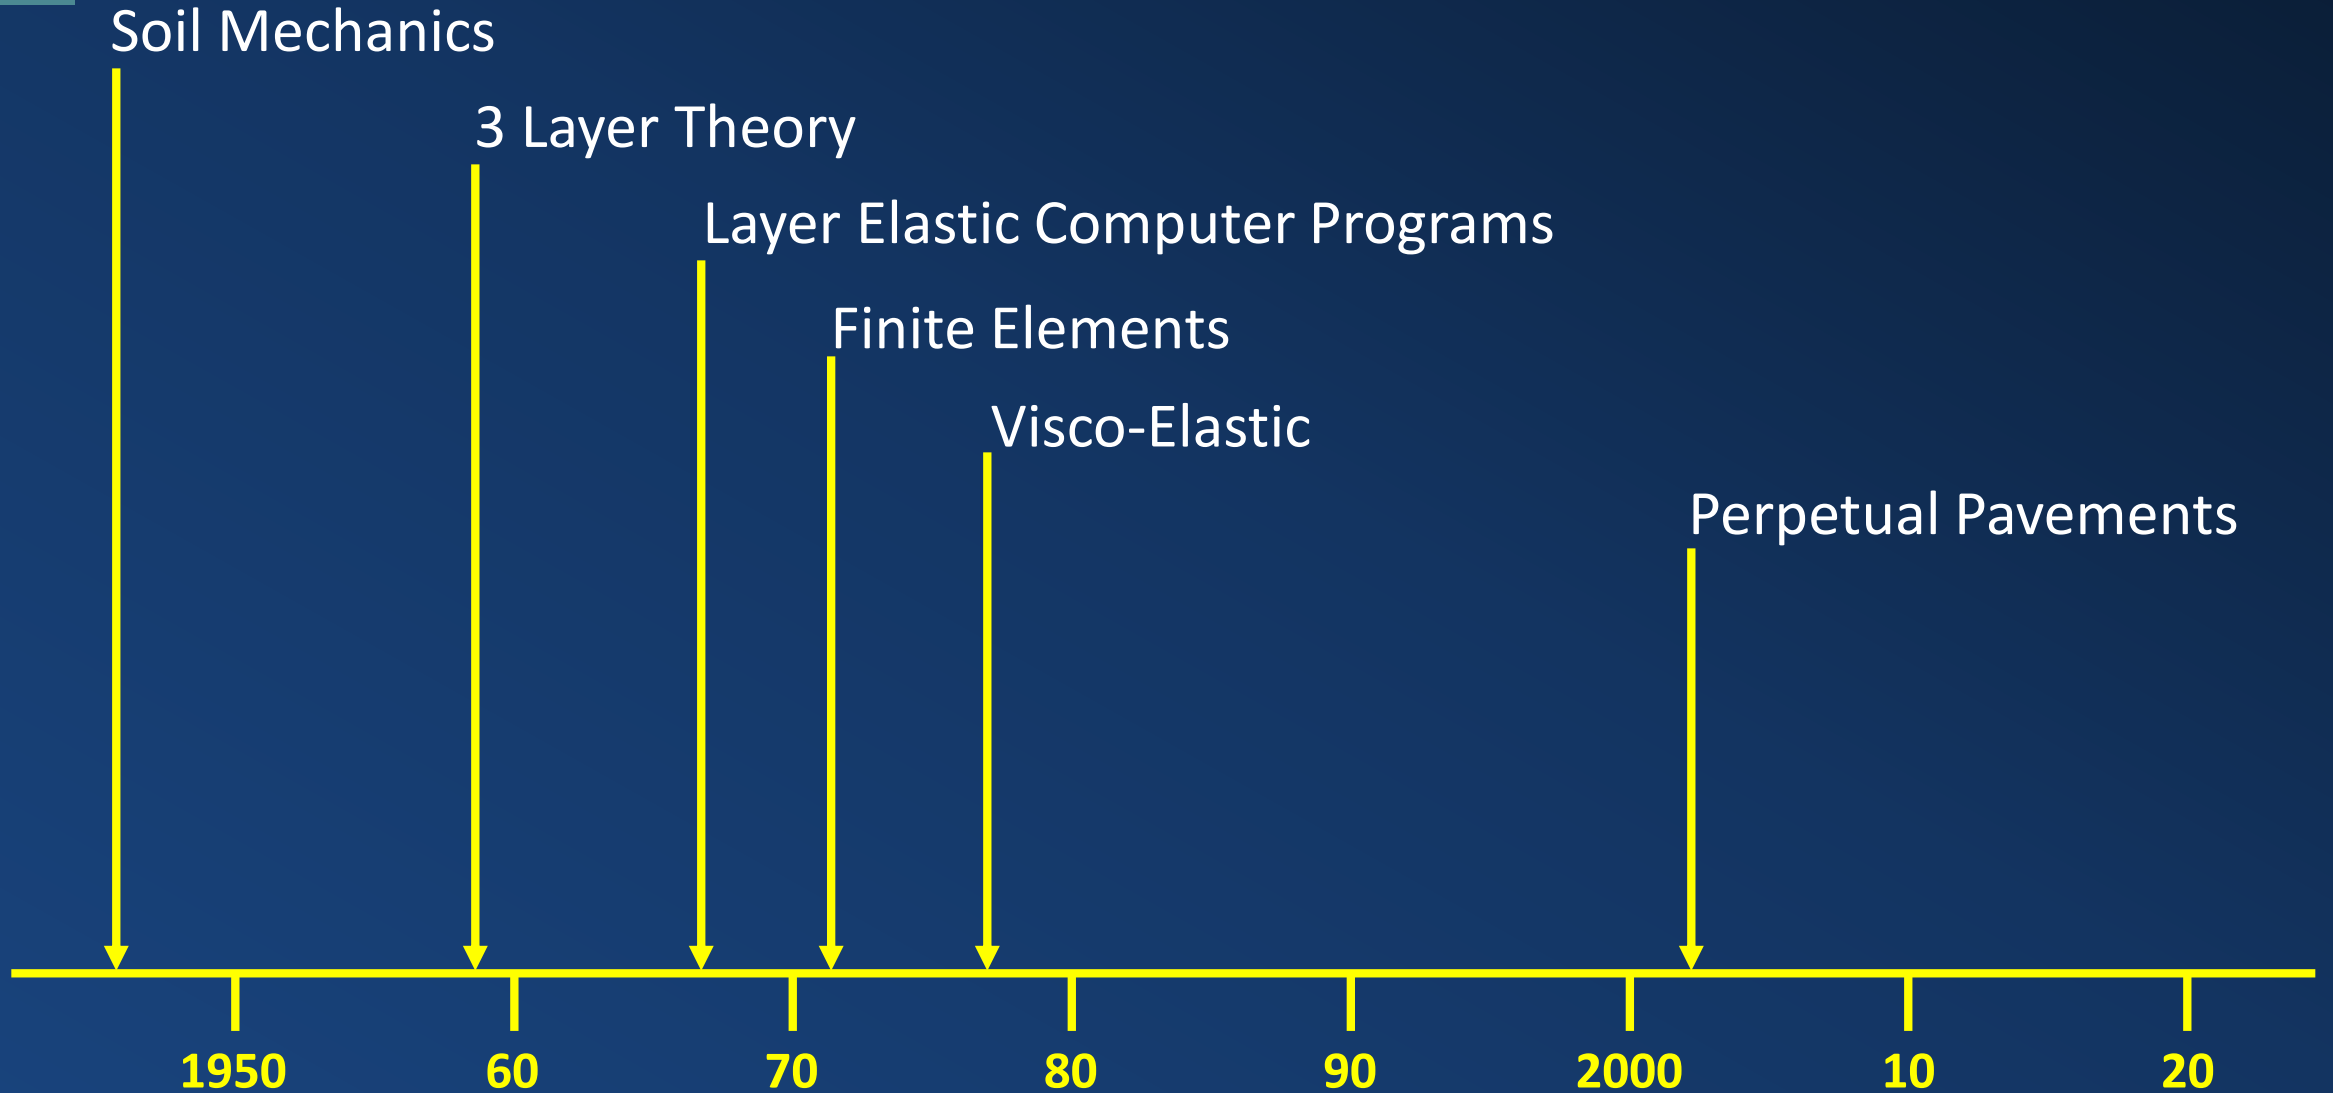 Soil Mechanics
3 Layer Theory
Layer Elastic Computer Programs
Finite Elements
Visco-Elastic
Perpetual Pavements
1950 60 70 80 90 2000 10 20